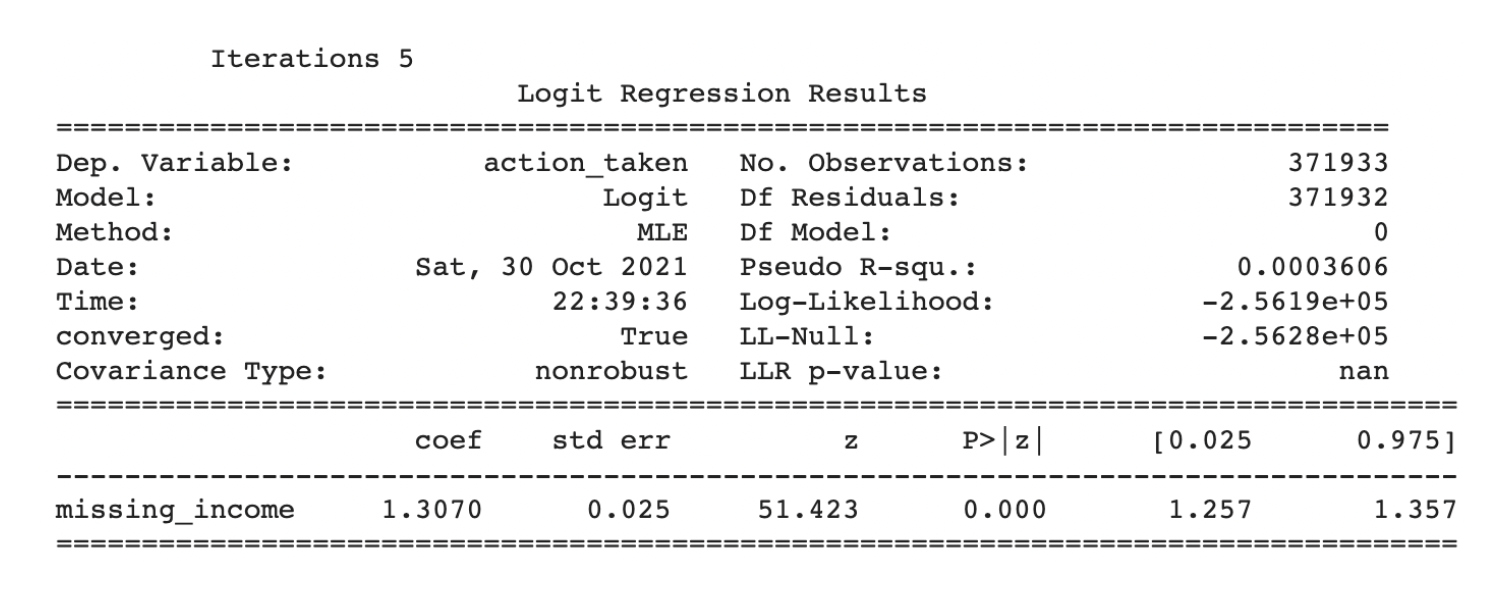 Iterations 5
Logit Regression Results
==============================================================================
Dep. Variable: action_taken No. Observations: 371933
Model: Logit Df Residuals: 371932
Method: MLE Df Model: 0
Date: Sat, 30 Oct 2021 Pseudo R-squ.: 0.0003606
Time: 22:39:36 Log-Likelihood: -2.5619e+05
converged: True LL-Null: -2.5628e+05
Covariance Type: nonrobust LLR p-value: nan
==================================================================================
coef std err z P>|z| [0.025 0.975]
----------------------------------------------------------------------------------
missing_income 1.3070 0.025 51.423 0.000 1.257 1.357
==================================================================================